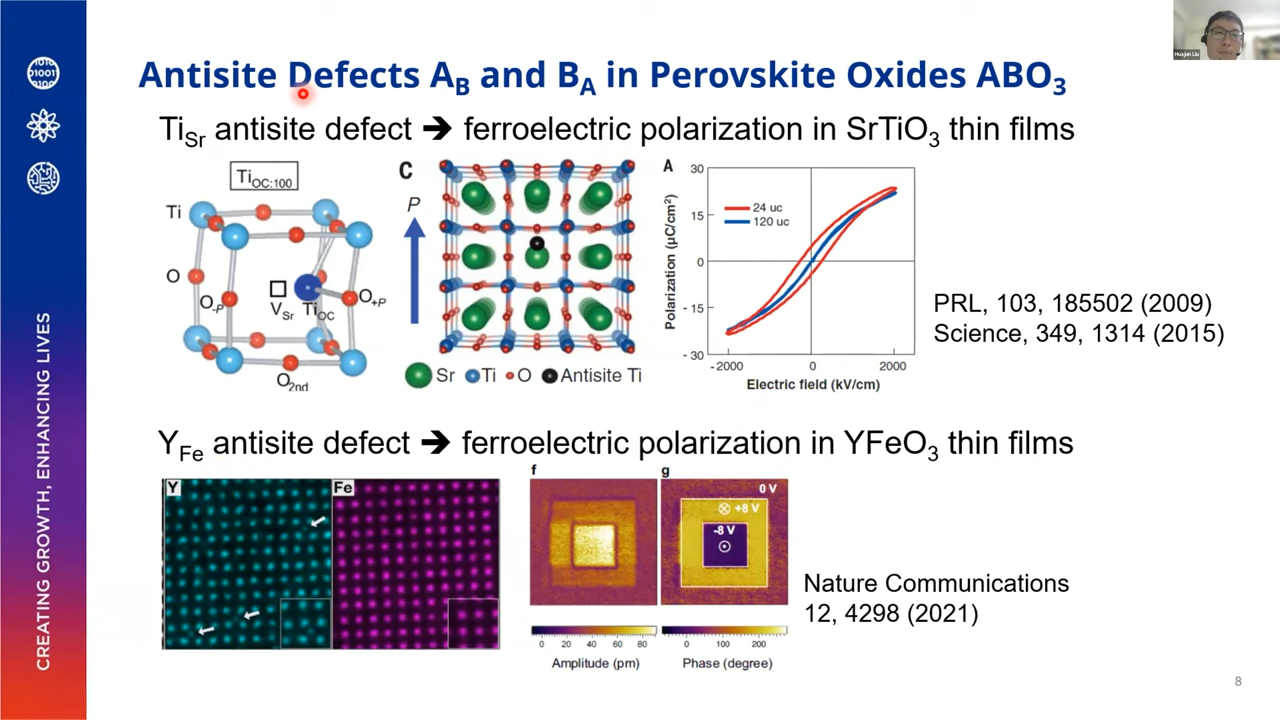 Huajun Liu
Antisite Defects A_B and B_A in Perovskite Oxides ABO_3
Ti_Sr antisite defect ➔ ferroelectric polarization in SrTiO_3 thin films
Ti_OC:100
Ti
O
O_-P
V_Sr
Ti_OC
O_+P
O_2nd
C
P
Sr Ti O Antisite Ti
A
Polarization (μC/cm²)
30
15
0
-15
-30
24 uc
120 uc
-2000 0 2000
Electric field (kV/cm)
PRL, 103, 185502 (2009)
Science, 349, 1314 (2015)
Y_Fe antisite defect ➔ ferroelectric polarization in YFeO_3 thin films
Y
Fe
f
g
0 V
+8 V
-8 V
0 20 40 60 80
Amplitude (pm)
0 100 200
Phase (degree)
Nature Communications
12, 4298 (2021)
CREATING GROWTH, ENHANCING LIVES
8